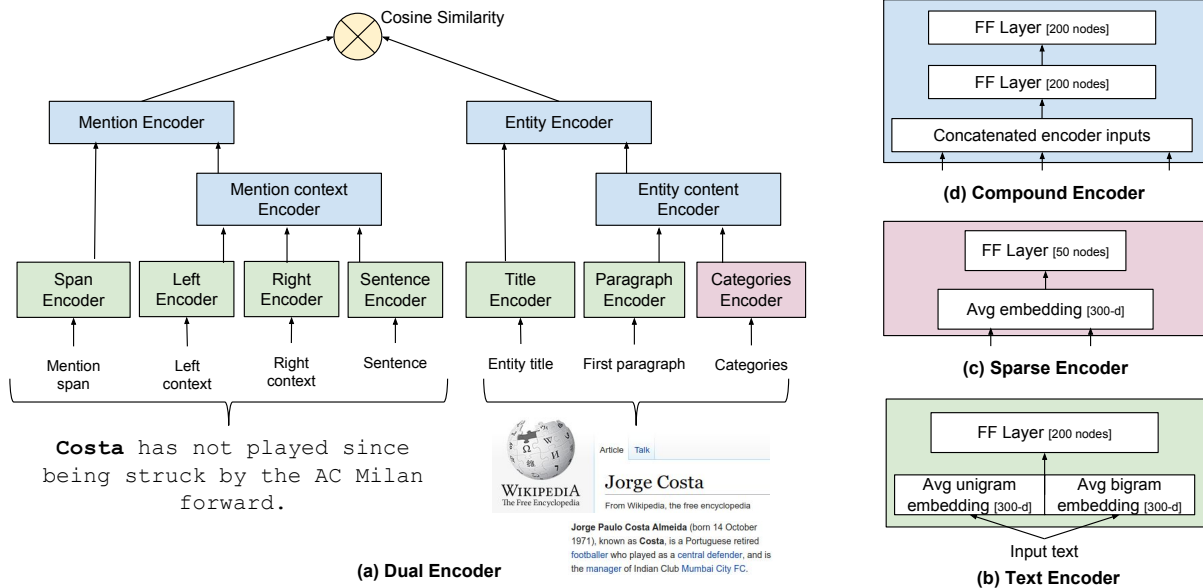 Cosine Similarity
Mention Encoder
Entity Encoder
Mention context
Encoder
Entity content
Encoder
Span
Encoder
Left
Encoder
Right
Encoder
Sentence
Encoder
Title
Encoder
Paragraph
Encoder
Categories
Encoder
Mention
span
Left
context
Right
context
Sentence
Entity title
First paragraph
Categories
Costa has not played since
being struck by the AC Milan
forward.
WIKIPEDIA
The Free Encyclopedia
Article
Talk
Jorge Costa
From Wikipedia, the free encyclopedia
Jorge Paulo Costa Almeida (born 14 October
1971), known as Costa, is a Portuguese retired
footballer who played as a central defender, and is
the manager of Indian Club Mumbai City FC.
(a) Dual Encoder
FF Layer [200 nodes]
FF Layer [200 nodes]
Concatenated encoder inputs
(d) Compound Encoder
FF Layer [50 nodes]
Avg embedding [300-d]
(c) Sparse Encoder
FF Layer [200 nodes]
Avg unigram
embedding [300-d]
Avg bigram
embedding [300-d]
Input text
(b) Text Encoder